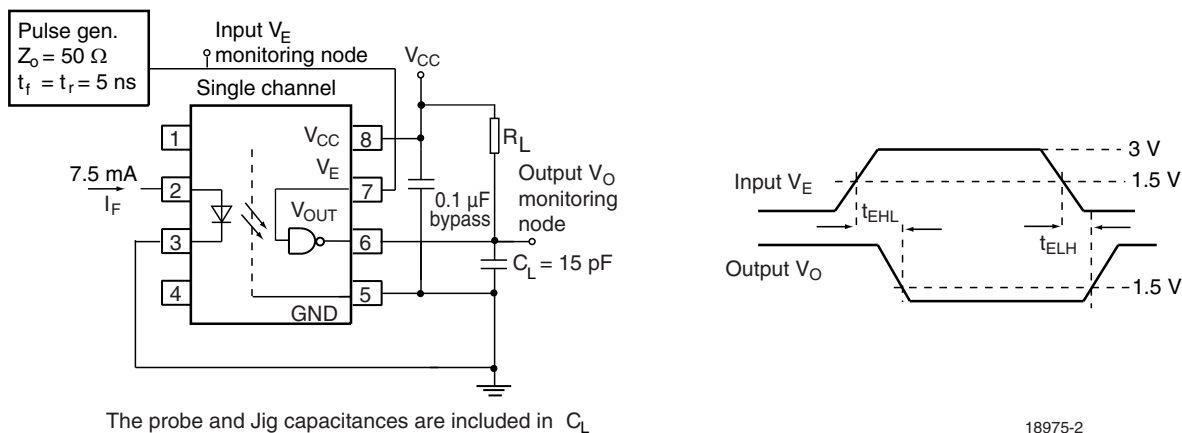 Pulse gen.
Zo = 50 Ω
tf = tr = 5 ns
Input VE
monitoring node
VCC
Single channel
1
VCC
8
RL
VE
7.5 mA
2
7
IF
Output VO
monitoring
node
0.1 µF
bypass
VOUT
3
6
CL = 15 pF
4
5
GND
The probe and Jig capacitances are included in CL
3 V
Input VE
1.5 V
tEHL
tELH
Output VO
1.5 V
18975-2